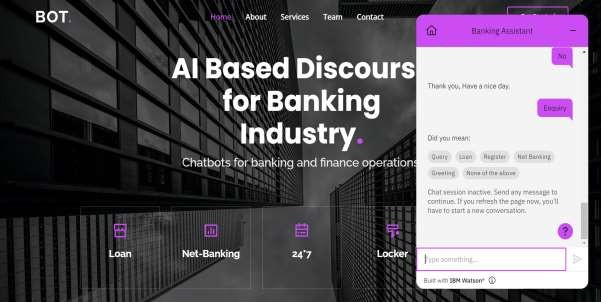 BOT.
Home About Services Team Contact
AI Based Discours
for Banking
Industry.
Chatbots for banking and finance operations
Loan
Net-Banking
24*7
Locker
Banking Assistant
No
Thank you, Have a nice day.
Enquiry
Did you mean:
Query Loan Register Net Banking
Greeting None of the above
Chat session inactive. Send any message to
continue. If you refresh the page now, you'll
have to start a new conversation.
?
Type something...
Built with IBM Watson®